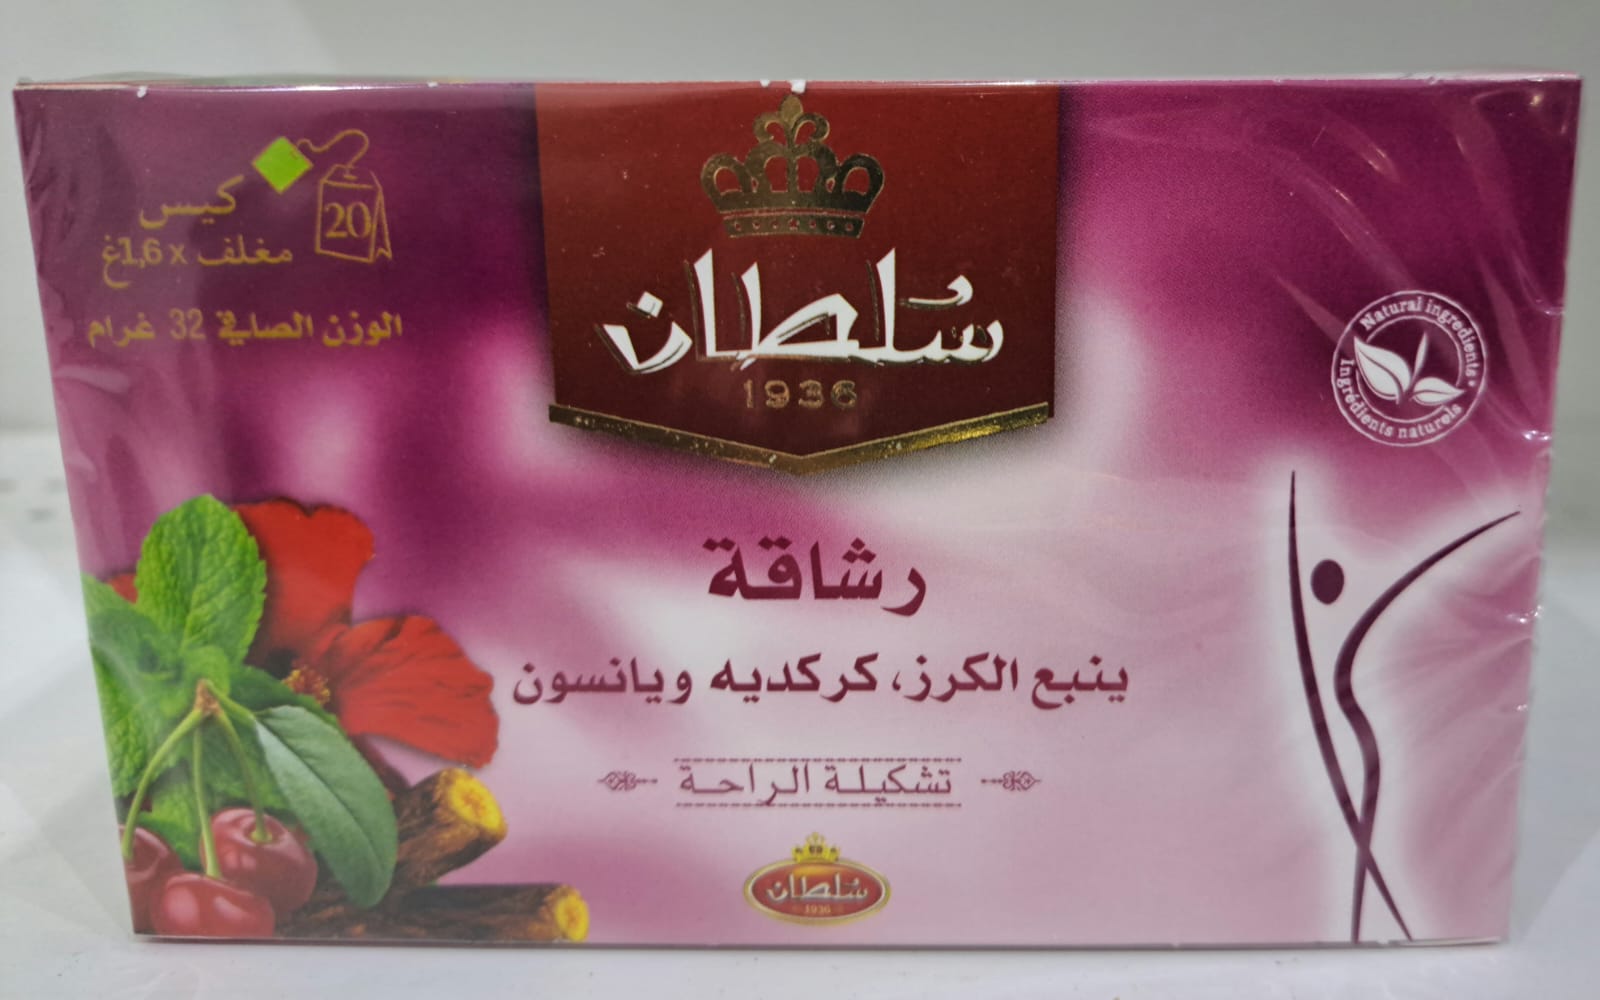 سلطان
1936
كيس
20
مغلف x 1,6غ
الوزن الصافي 32 غرام
Natural ingredients •
Ingrédients naturels
رشاقة
ينبع الكرز، كركديه ويانسون
تشكيلة الراحة
سلطان
1936